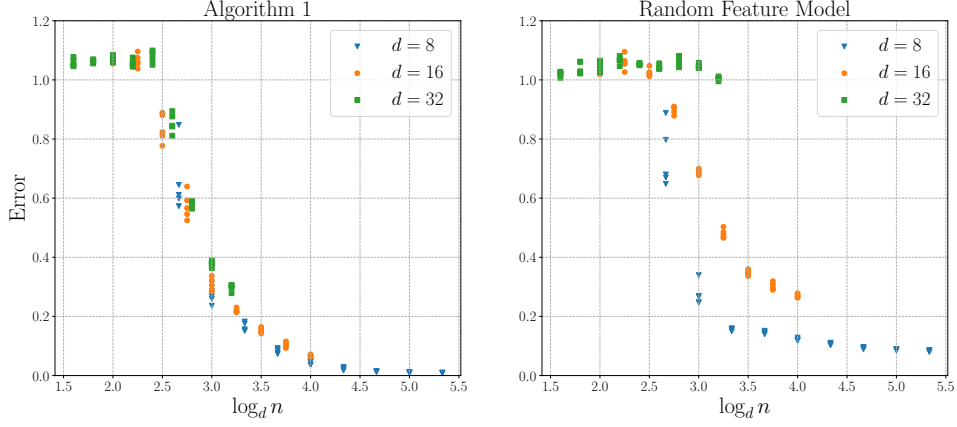 Algorithm 1
1.2
1.0
0.8
0.6
0.4
0.2
0.0
Error
1.5 2.0 2.5 3.0 3.5 4.0 4.5 5.0 5.5
log_d n
d = 8
d = 16
d = 32
Random Feature Model
1.2
1.0
0.8
0.6
0.4
0.2
0.0
1.5 2.0 2.5 3.0 3.5 4.0 4.5 5.0 5.5
log_d n
d = 8
d = 16
d = 32